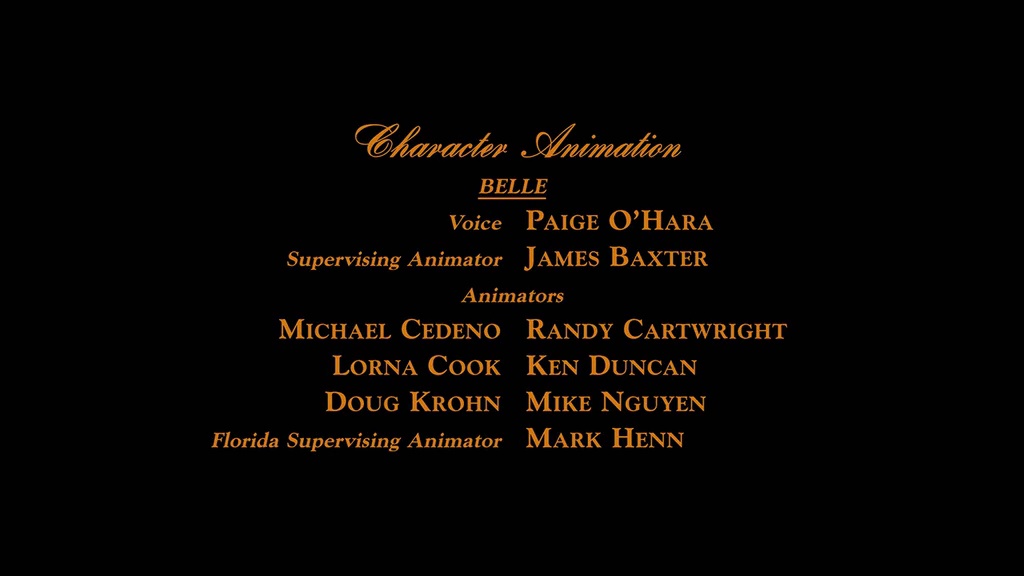 Character Animation
BELLE
Voice PAIGE O'HARA
Supervising Animator JAMES BAXTER
Animators
MICHAEL CEDENO RANDY CARTWRIGHT
LORNA COOK KEN DUNCAN
DOUG KROHN MIKE NGUYEN
Florida Supervising Animator MARK HENN